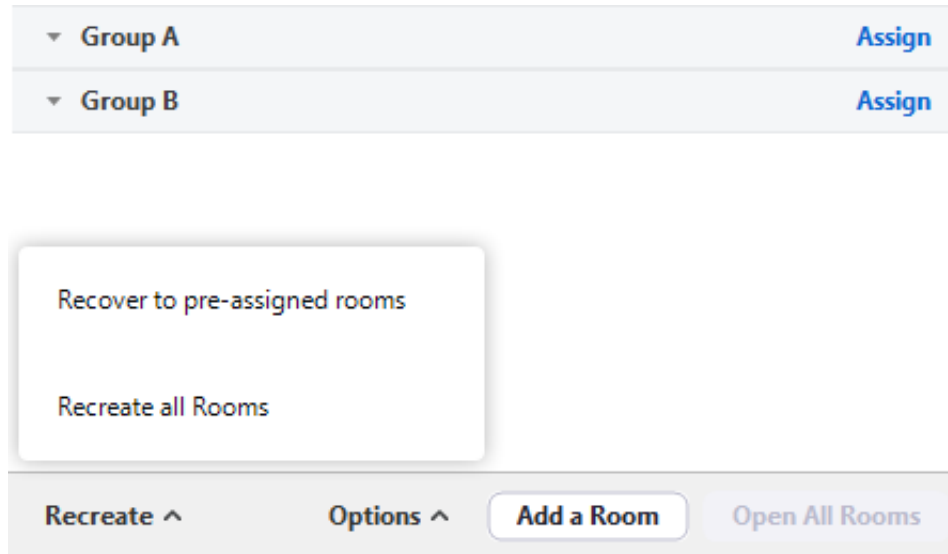 Group A Assign
Group B Assign
Recover to pre-assigned rooms
Recreate all Rooms
Recreate Options Add a Room Open All Rooms